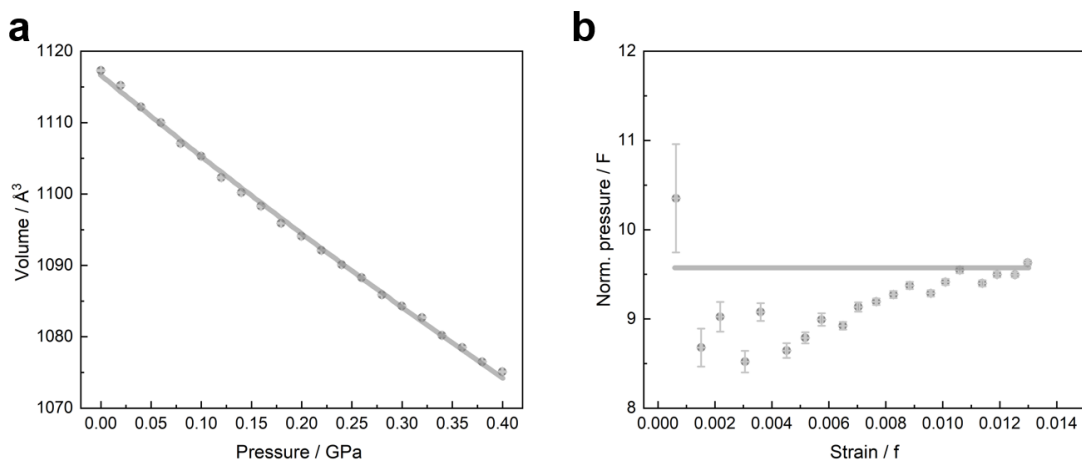 a
1120
1110
1100
1090
1080
1070
Volume / Å³
0.00 0.05 0.10 0.15 0.20 0.25 0.30 0.35 0.40
Pressure / GPa
b
12
11
10
9
8
Norm. pressure / F
0.000 0.002 0.004 0.006 0.008 0.010 0.012 0.014
Strain / f